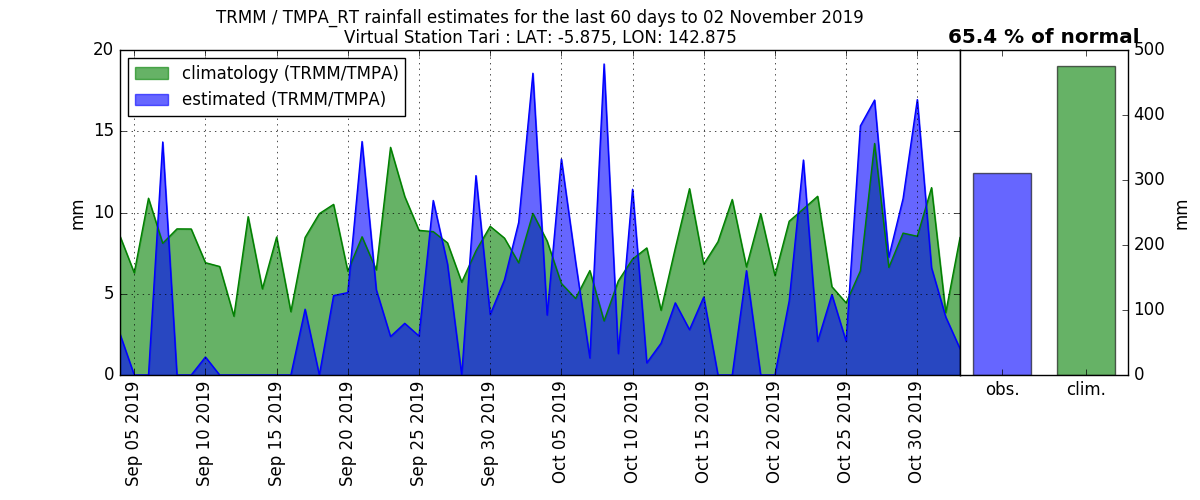 TRMM / TMPA_RT rainfall estimates for the last 60 days to 02 November 2019
Virtual Station Tari : LAT: -5.875, LON: 142.875
65.4 % of normal
climatology (TRMM/TMPA)
estimated (TRMM/TMPA)
20
15
10
5
0
mm
Sep 05 2019
Sep 10 2019
Sep 15 2019
Sep 20 2019
Sep 25 2019
Sep 30 2019
Oct 05 2019
Oct 10 2019
Oct 15 2019
Oct 20 2019
Oct 25 2019
Oct 30 2019
obs.
clim.
500
400
300
200
100
0
mm